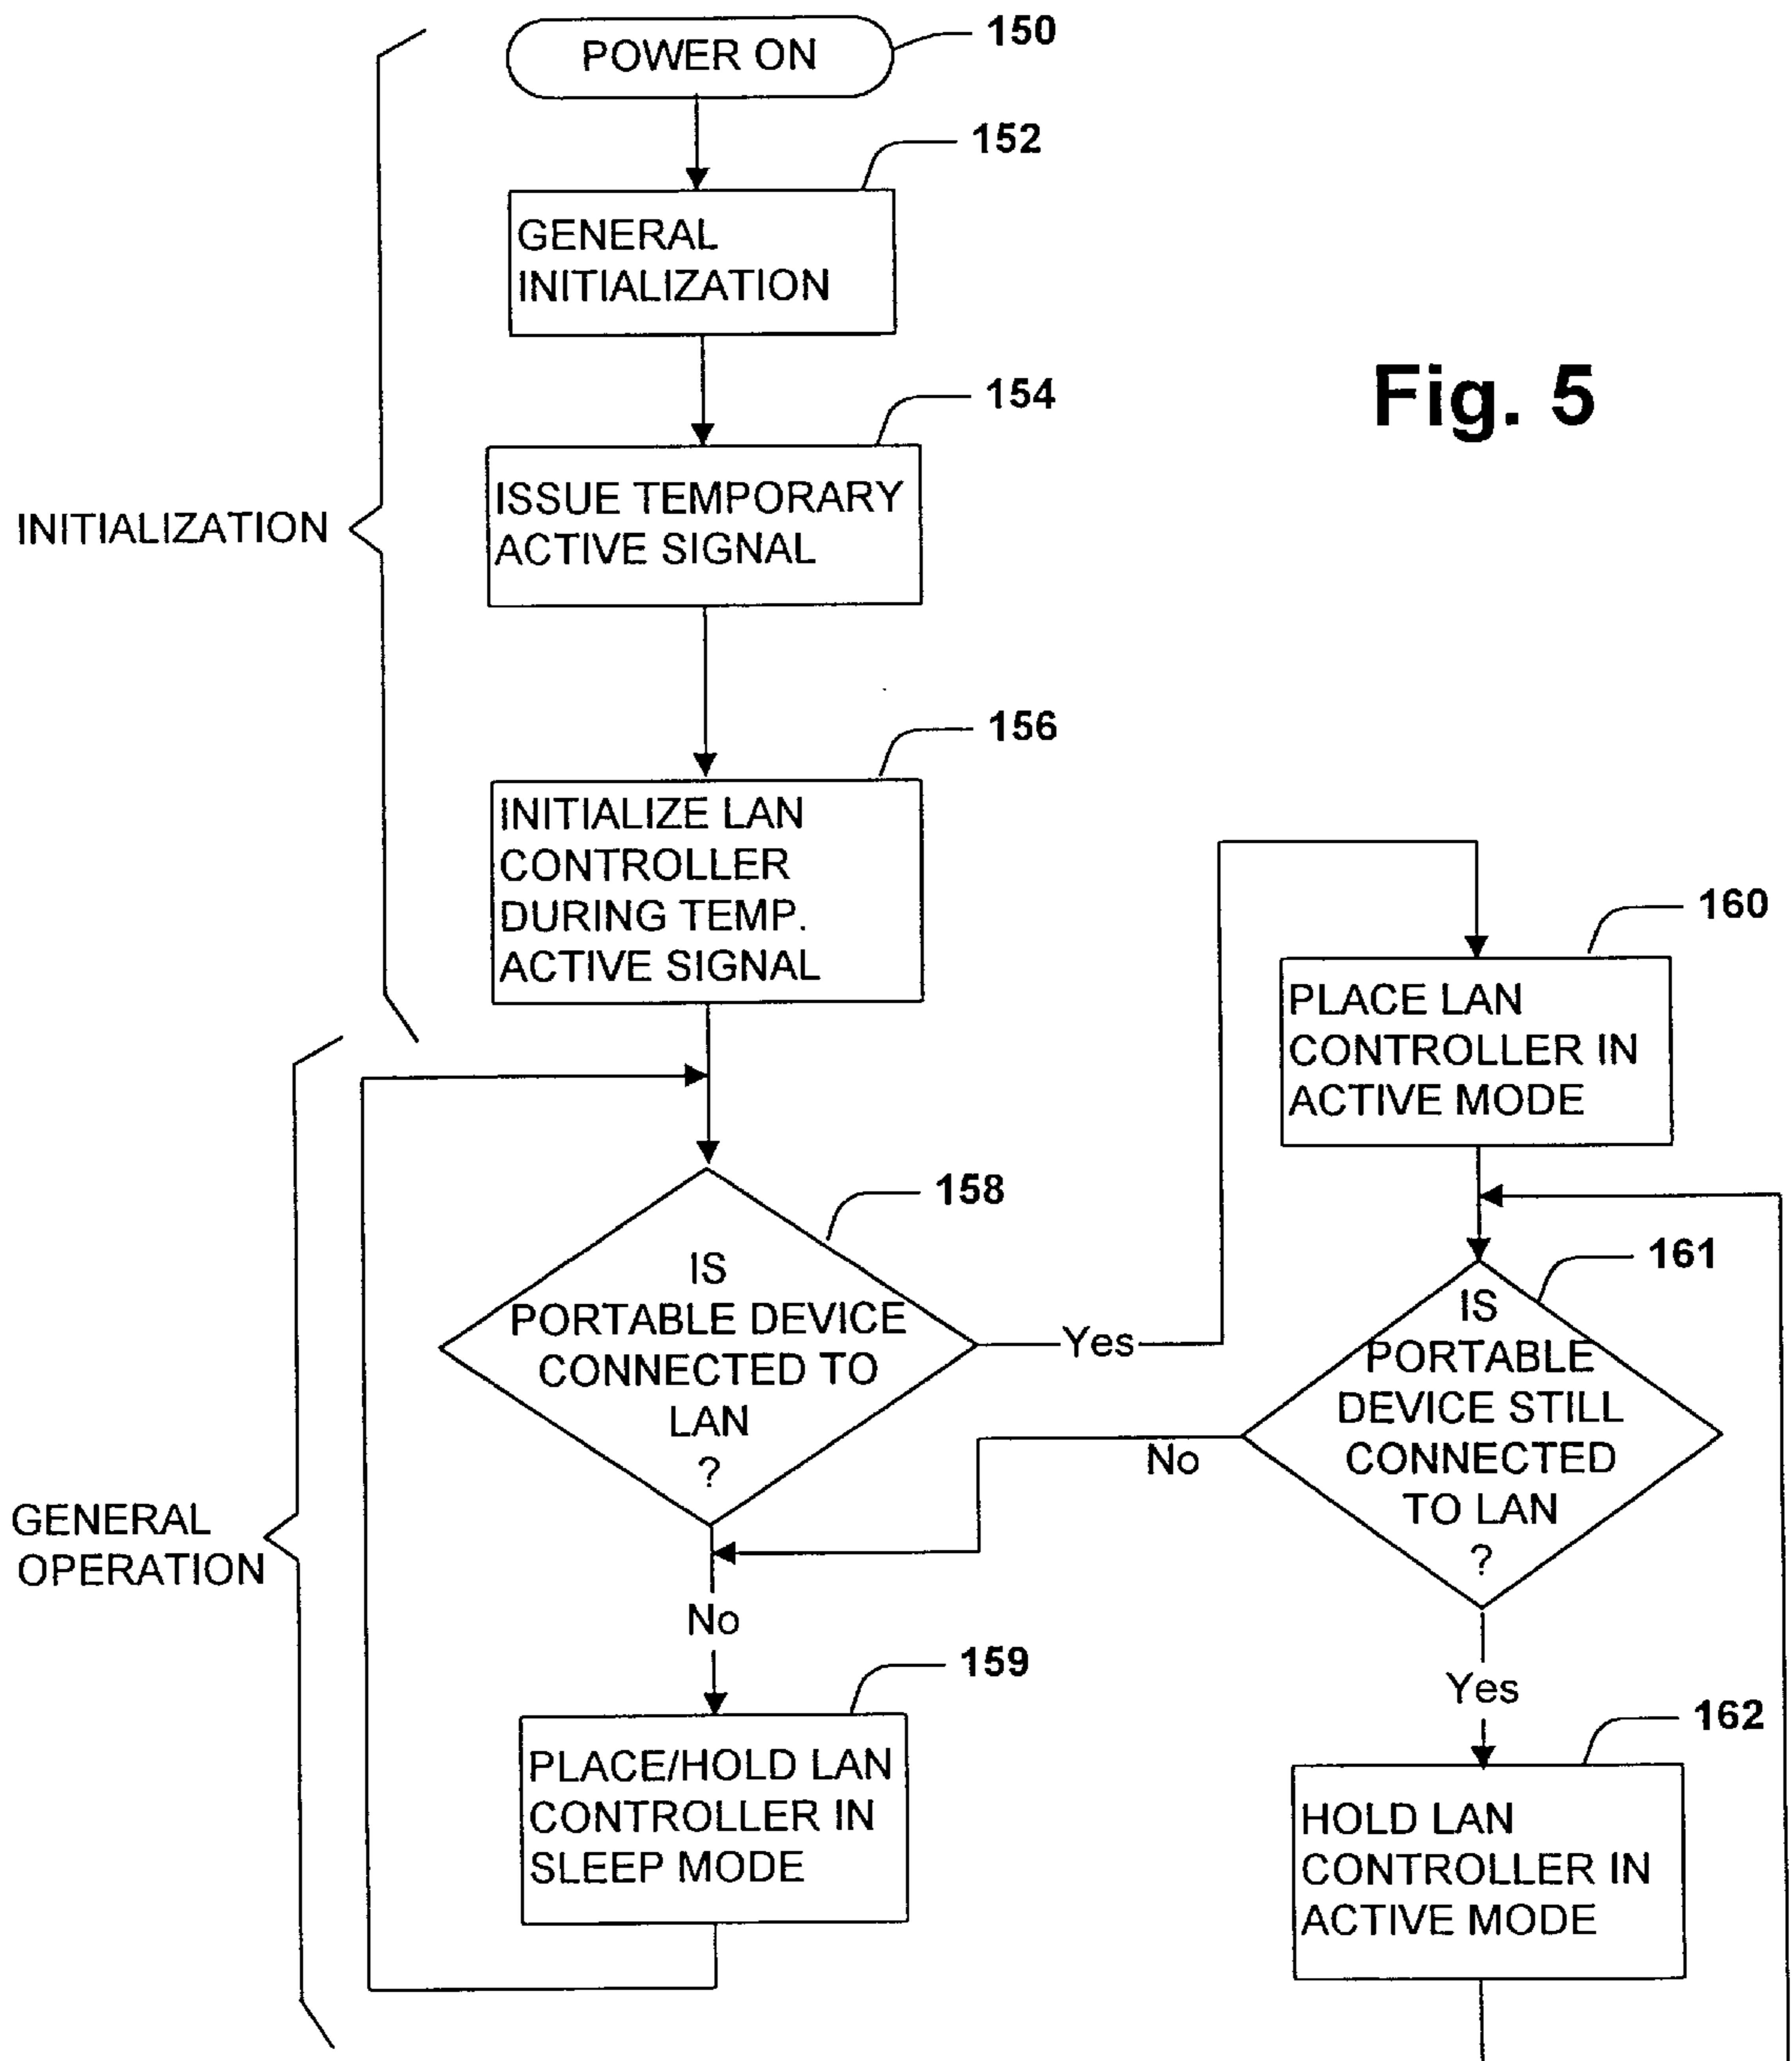 POWER ON
150
152
GENERAL
INITIALIZATION
Fig. 5
154
ISSUE TEMPORARY
ACTIVE SIGNAL
INITIALIZATION
156
INITIALIZE LAN
CONTROLLER
DURING TEMP.
ACTIVE SIGNAL
160
PLACE LAN
CONTROLLER IN
ACTIVE MODE
158
IS
PORTABLE DEVICE
CONNECTED TO
LAN
?
Yes
161
IS
PORTABLE
DEVICE STILL
CONNECTED
TO LAN
?
No
GENERAL
OPERATION
No
159
PLACE/HOLD LAN
CONTROLLER IN
SLEEP MODE
Yes
162
HOLD LAN
CONTROLLER IN
ACTIVE MODE